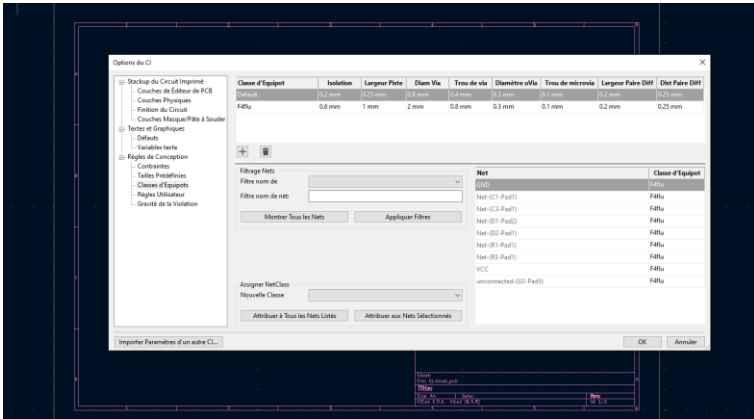 Options du CI
Stackup du Circuit Imprimé
Couches de Éditeur de PCB
Couches Physiques
Finition du Circuit
Couches Masque/Pâte à Souder
Textes et Graphiques
Défauts
Variables texte
Règles de Conception
Contraintes
Tailles Prédéfinies
Classes d'Equipots
Règles Utilisateur
Gravité de la Violation
Classe d'Equipot Isolation Largeur Piste Diam Via Trou de via Diamètre uVia Trou de microvia Largeur Paire Diff Dist Paire Diff
Default 0.2 mm 0.25 mm 0.8 mm 0.4 mm 0.3 mm 0.1 mm 0.2 mm 0.25 mm
F4flu 0.6 mm 1 mm 2 mm 0.8 mm 0.3 mm 0.1 mm 0.2 mm 0.25 mm
Filtrage Nets
Filtre nom de
Filtre nom de net:
Montrer Tous les Nets Appliquer Filtres
Assigner NetClass
Nouvelle Classe
Attribuer à Tous les Nets Listés Attribuer aux Nets Sélectionnés
Net Classe d'Equipot
GND F4flu
Net-(C1-Pad1) F4flu
Net-(C3-Pad1) F4flu
Net-(D1-Pad2) F4flu
Net-(D2-Pad1) F4flu
Net-(R1-Pad1) F4flu
Net-(R3-Pad1) F4flu
VCC F4flu
unconnected-(U2-Pad5) F4flu
Importer Paramètres d'un autre CI...
OK Annuler
Title: